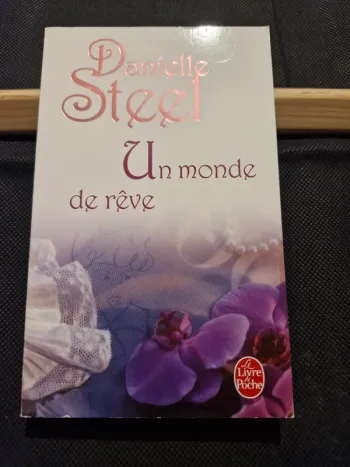 Danielle
Steel
Un monde
de rêve
Le
Livre
de
Poche